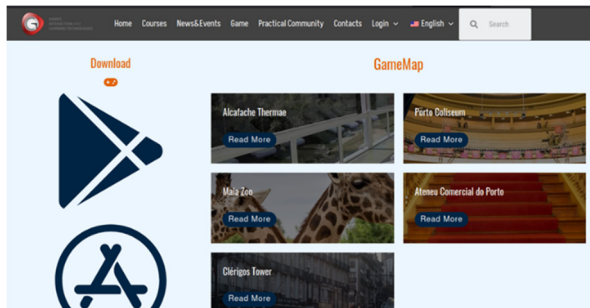 Home Courses News&Events Game Practical Community Contacts Login English Search
Download
GameMap
Alcafache Thermae
Read More
Porto Coliseum
Read More
Maia Zoo
Read More
Ateneu Comercial do Porto
Read More
Clérigos Tower
Read More